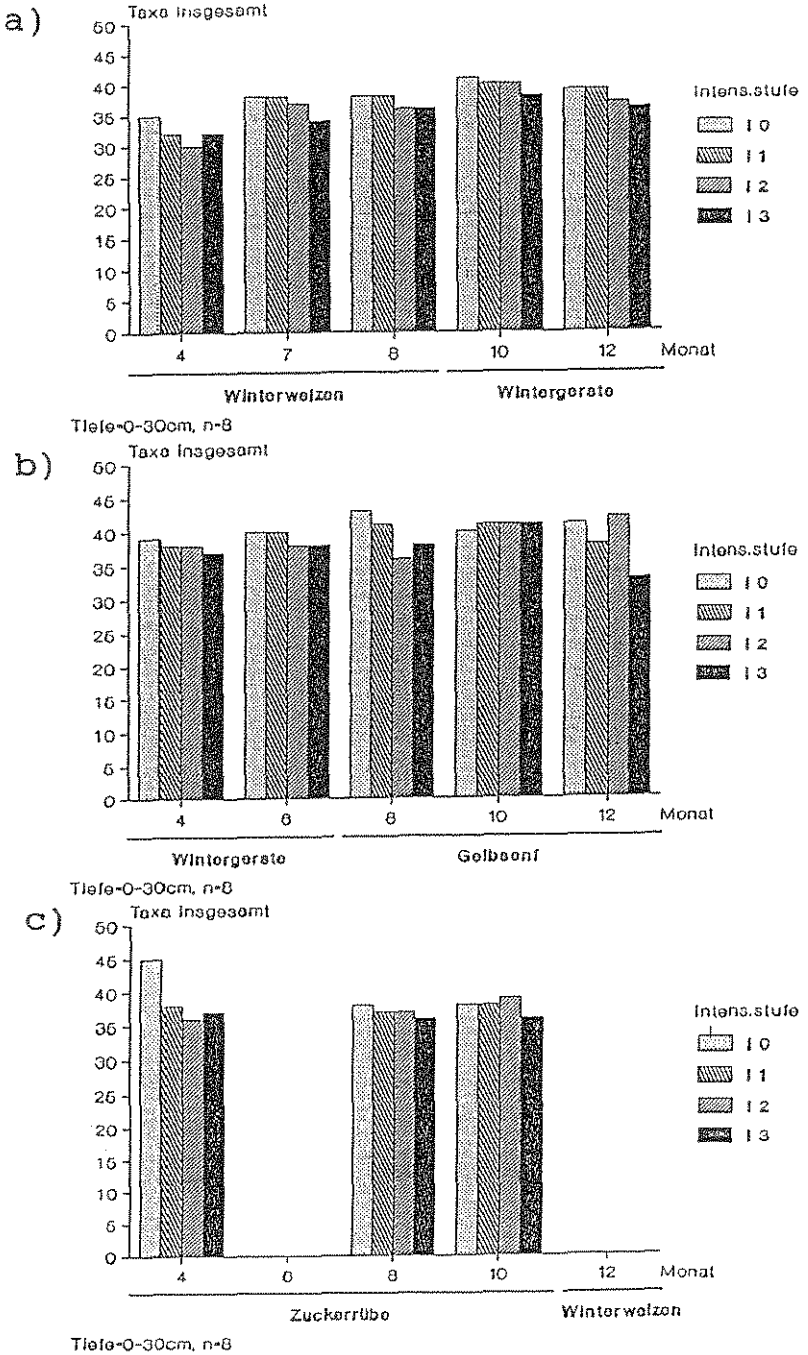 a)
Taxa Insgesamt
50
45
40
35
30
25
20
15
10
5
0
4 7 8 10 12 Monat
Winterweizen Wintergerste
Intens.stufe
I 0
I 1
I 2
I 3
Tiefe=0-30cm, n=8
b)
Taxa Insgesamt
50
45
40
35
30
25
20
15
10
5
0
4 6 8 10 12 Monat
Wintergerste Gelbsenf
Intens.stufe
I 0
I 1
I 2
I 3
Tiefe=0-30cm, n=8
c)
Taxa Insgesamt
50
45
40
35
30
25
20
15
10
5
0
4 6 8 10 12 Monat
Zuckerrübe Winterweizen
Intens.stufe
I 0
I 1
I 2
I 3
Tiefe=0-30cm, n=8